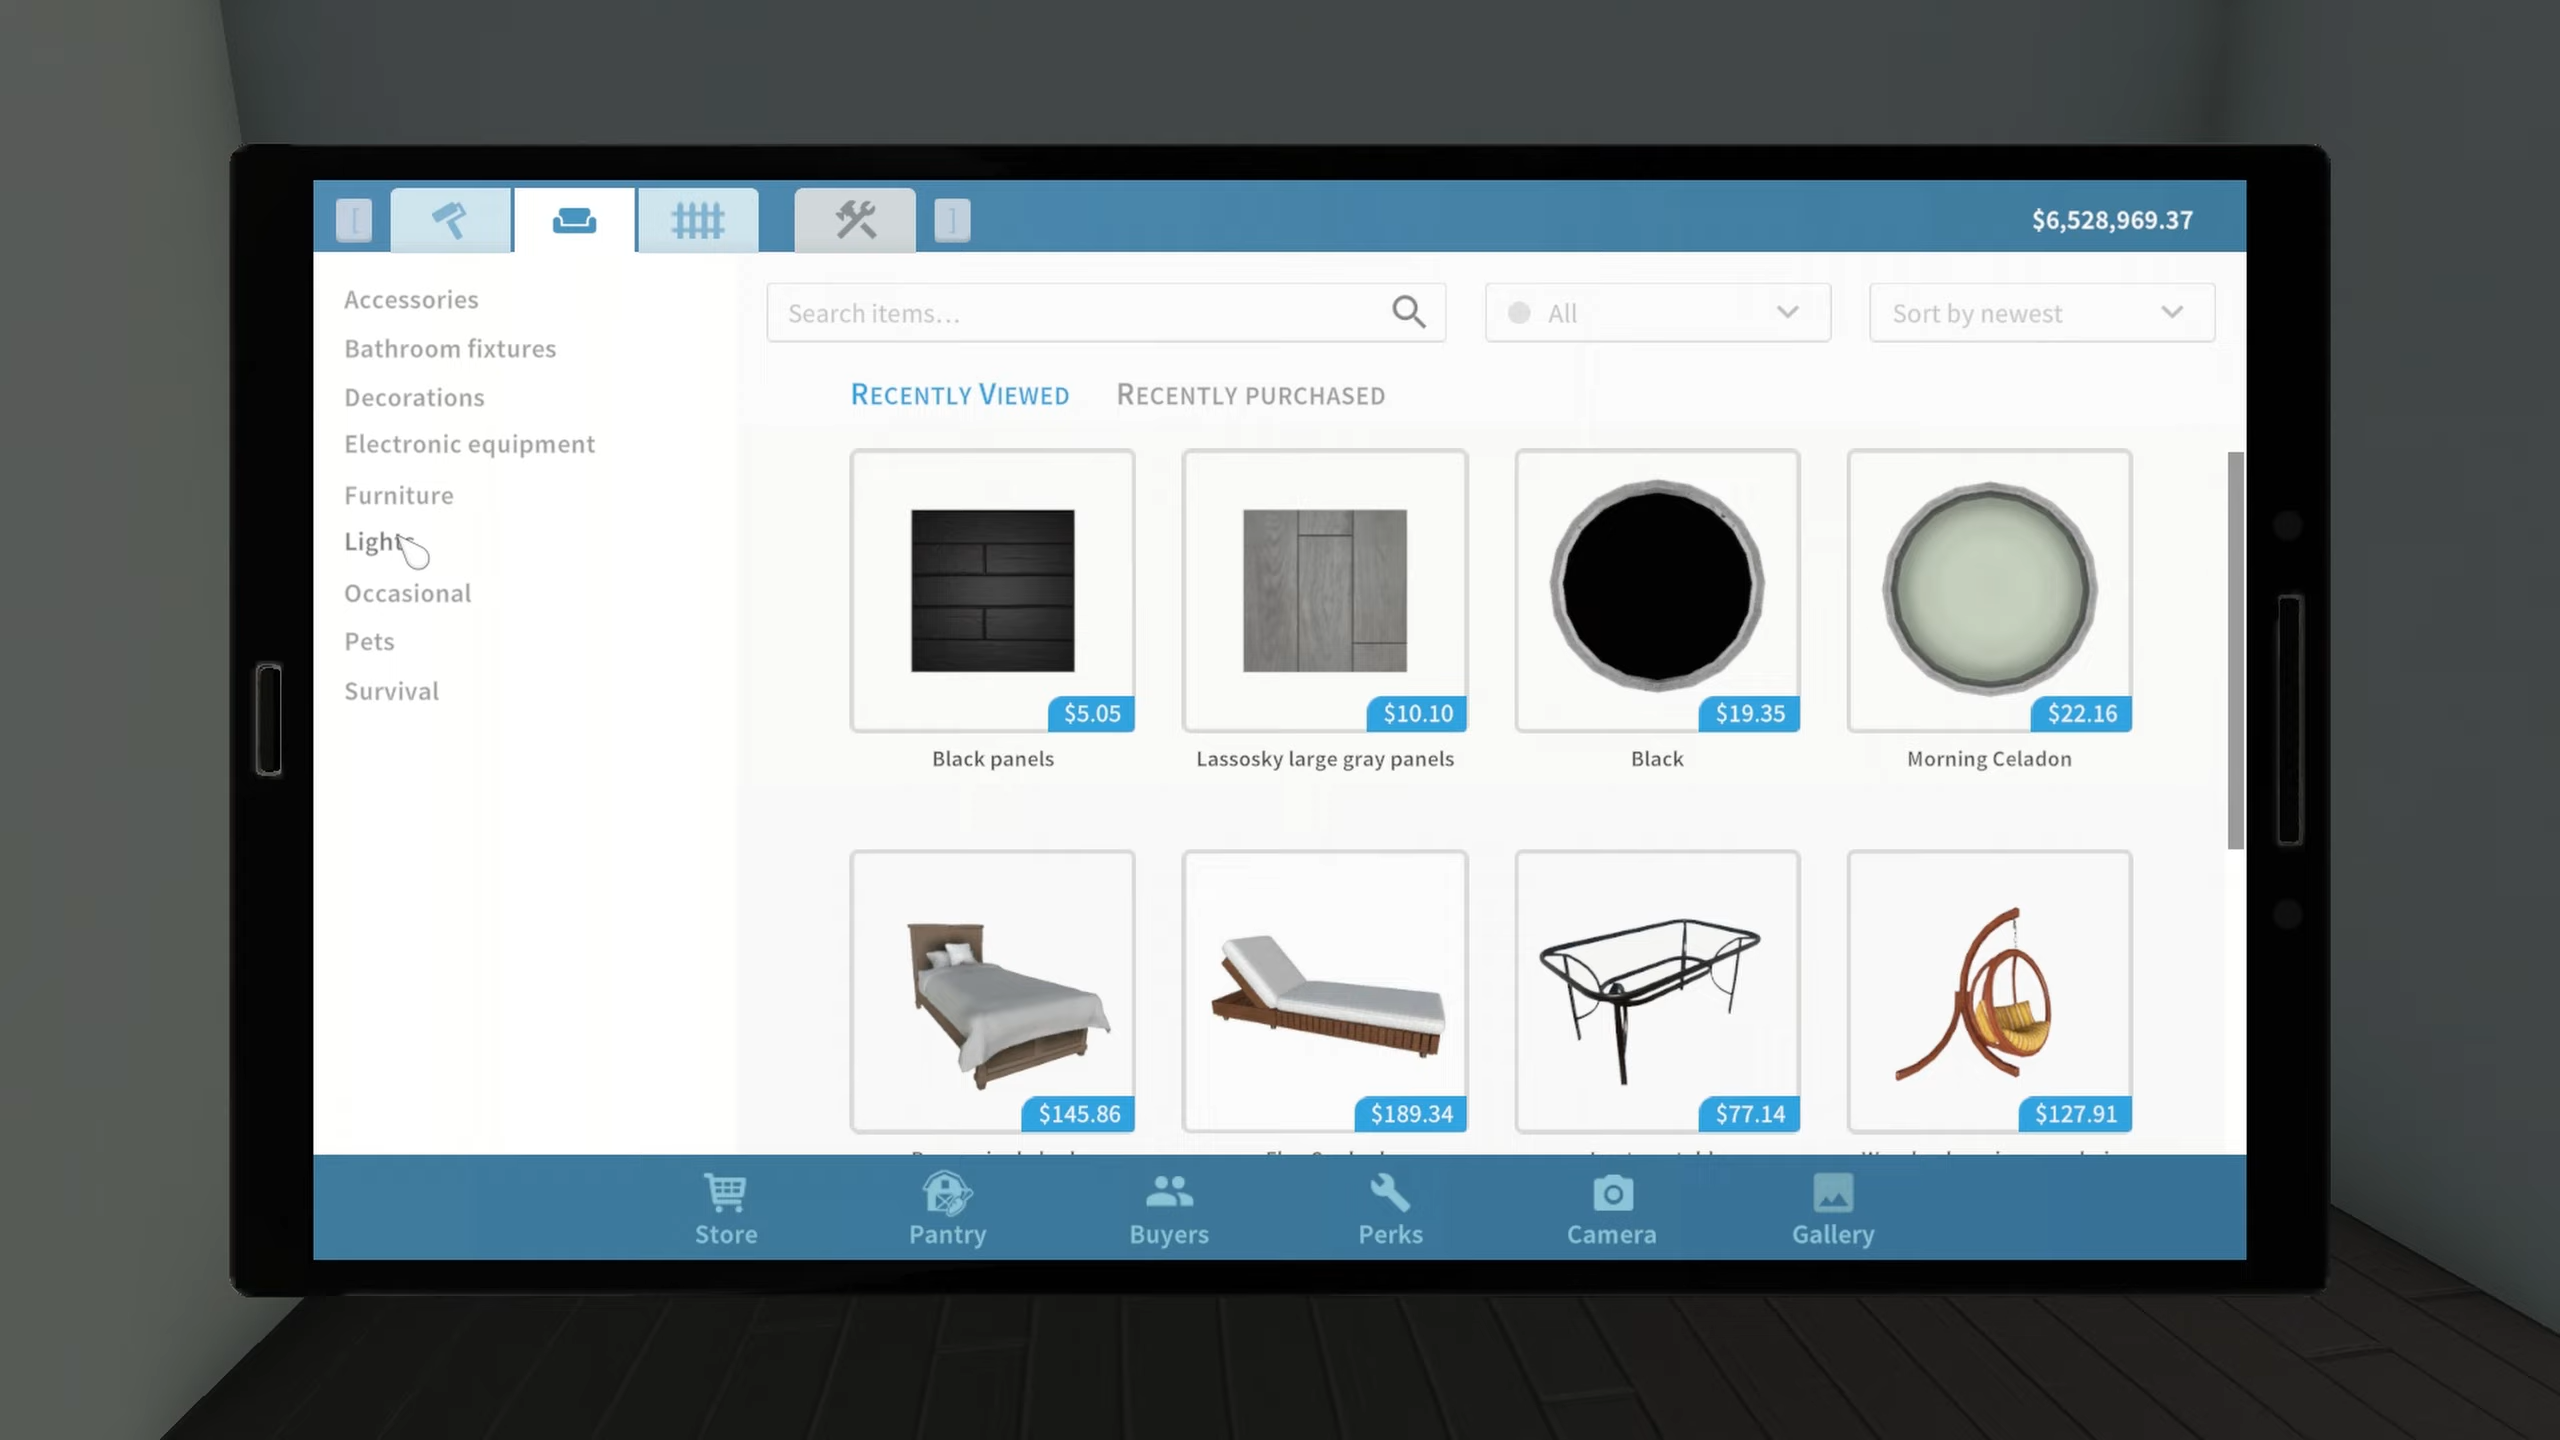 [
]
$6,528,969.37
Accessories
Bathroom fixtures
Decorations
Electronic equipment
Furniture
Lights
Occasional
Pets
Survival
Search items...
All
Sort by newest
RECENTLY VIEWED
RECENTLY PURCHASED
$5.05
$10.10
$19.35
$22.16
Black panels
Lassosky large gray panels
Black
Morning Celadon
$145.86
$189.34
$77.14
$127.91
Store
Pantry
Buyers
Perks
Camera
Gallery